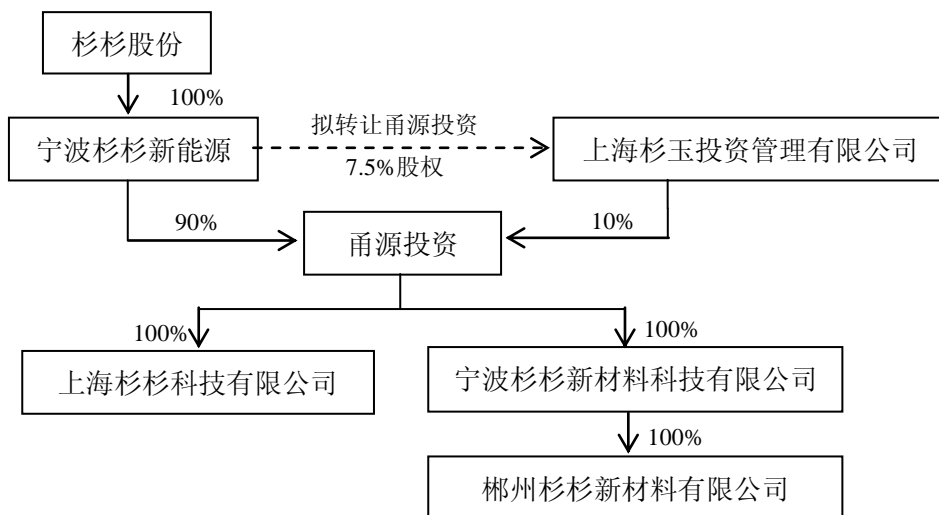 杉杉股份
100%
宁波杉杉新能源
拟转让甬源投资
7.5%股权
上海杉玉投资管理有限公司
90%
甬源投资
10%
100%
100%
上海杉杉科技有限公司
宁波杉杉新材料科技有限公司
100%
郴州杉杉新材料有限公司